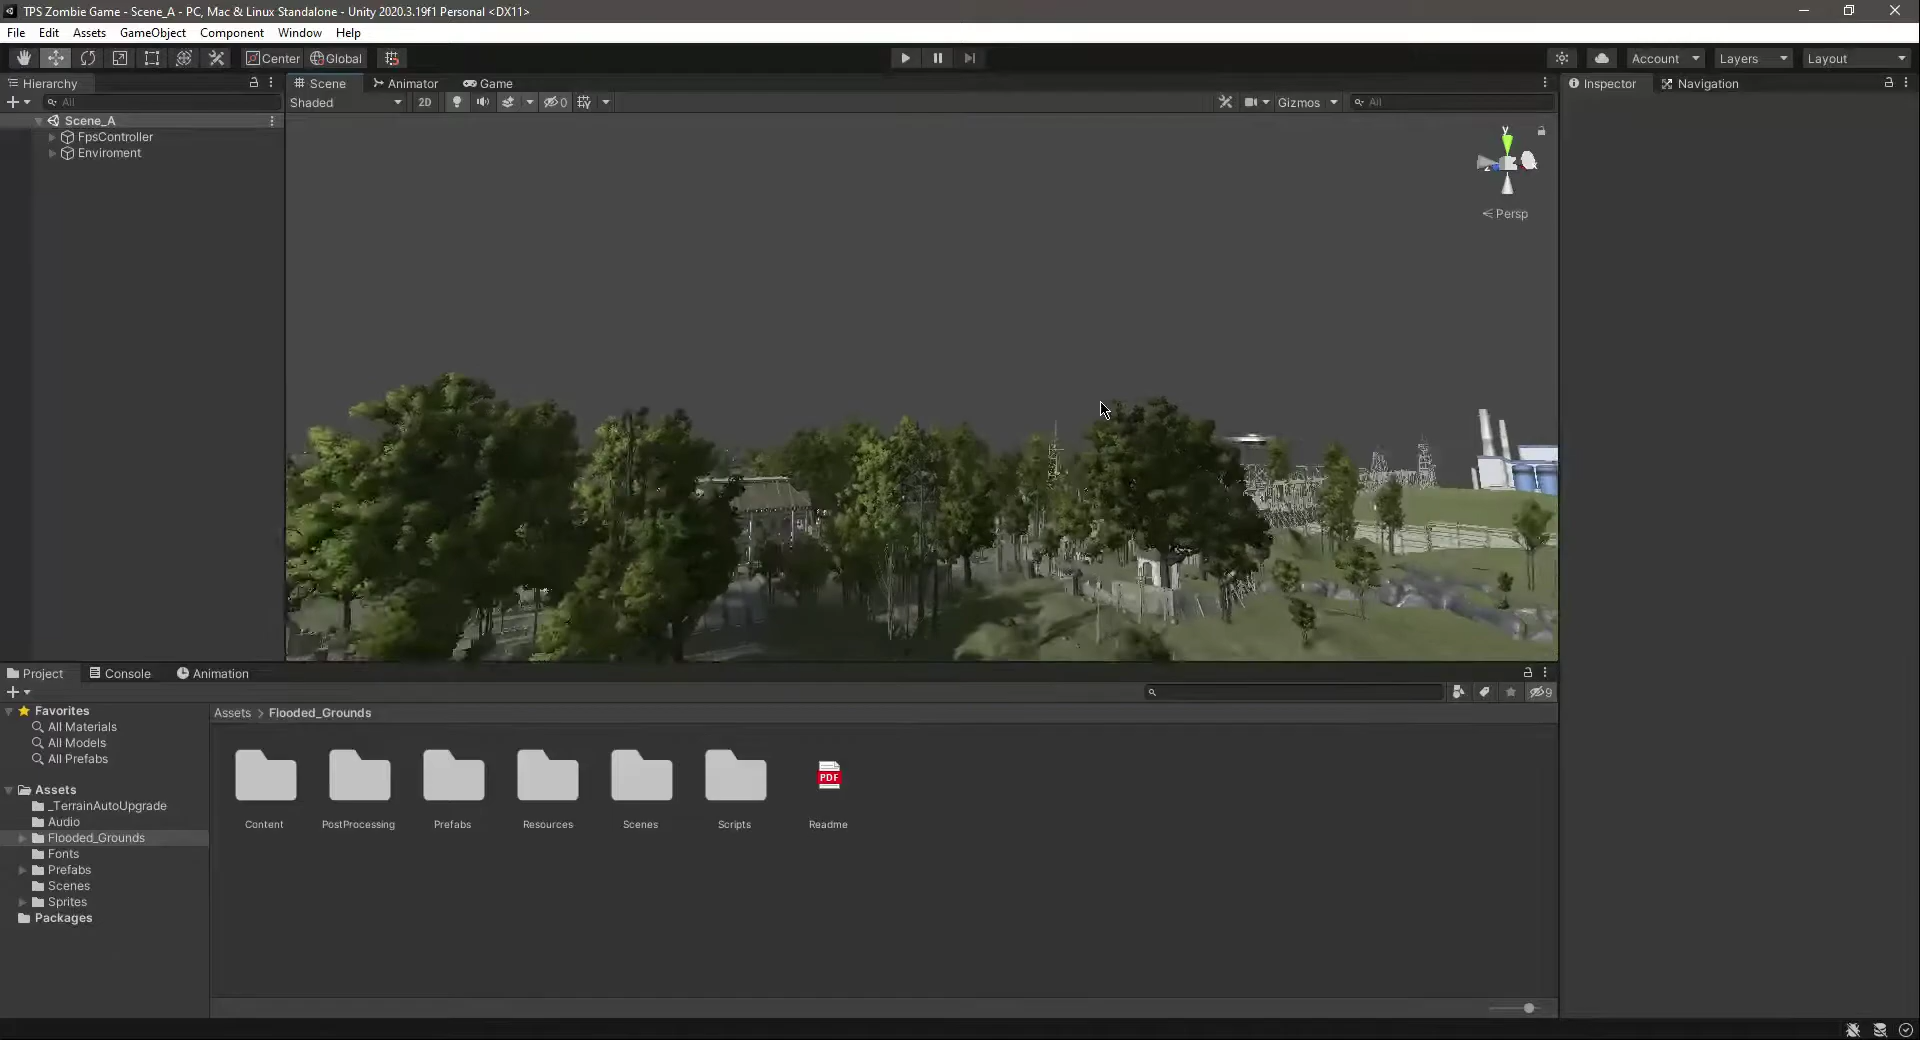 TPS Zombie Game - Scene_A - PC, Mac & Linux Standalone - Unity 2020.3.19f1 Personal <DX11>
File Edit Assets GameObject Component Window Help
Center Global Account Layers Layout
Hierarchy Scene Animator Game Inspector Navigation
All Shaded 2D 0 Gizmos All
Scene_A
FpsController
Enviroment
y
z
Persp
Project Console Animation
9
Favorites
All Materials
All Models
All Prefabs
Assets
_TerrainAutoUpgrade
Audio
Flooded_Grounds
Fonts
Prefabs
Scenes
Sprites
Packages
Assets > Flooded_Grounds
PDF
Content PostProcessing Prefabs Resources Scenes Scripts Readme